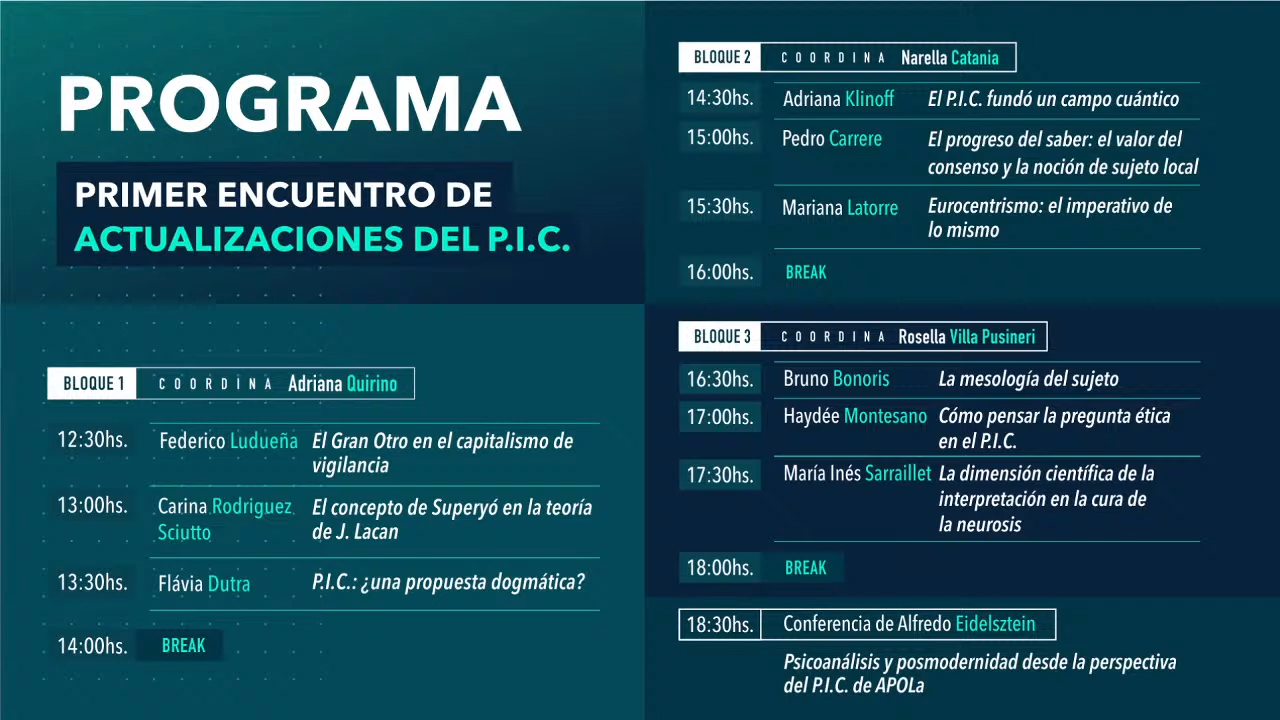 PROGRAMA
PRIMER ENCUENTRO DE
ACTUALIZACIONES DEL P.I.C.
BLOQUE 1 COORDINA Adriana Quirino
12:30hs. Federico Ludueña El Gran Otro en el capitalismo de
vigilancia
13:00hs. Carina Rodriguez El concepto de Superyó en la teoría
Sciutto de J. Lacan
13:30hs. Flávia Dutra P.I.C.: ¿una propuesta dogmática?
14:00hs. BREAK
BLOQUE 2 COORDINA Narella Catania
14:30hs. Adriana Klinoff El P.I.C. fundó un campo cuántico
15:00hs. Pedro Carrere El progreso del saber: el valor del
consenso y la noción de sujeto local
15:30hs. Mariana Latorre Eurocentrismo: el imperativo de
lo mismo
16:00hs. BREAK
BLOQUE 3 COORDINA Rosella Villa Pusineri
16:30hs. Bruno Bonoris La mesología del sujeto
17:00hs. Haydée Montesano Cómo pensar la pregunta ética
en el P.I.C.
17:30hs. María Inés Sarraillet La dimensión científica de la
interpretación en la cura de
la neurosis
18:00hs. BREAK
18:30hs. Conferencia de Alfredo Eidelsztein
Psicoanálisis y posmodernidad desde la perspectiva
del P.I.C. de APOLa